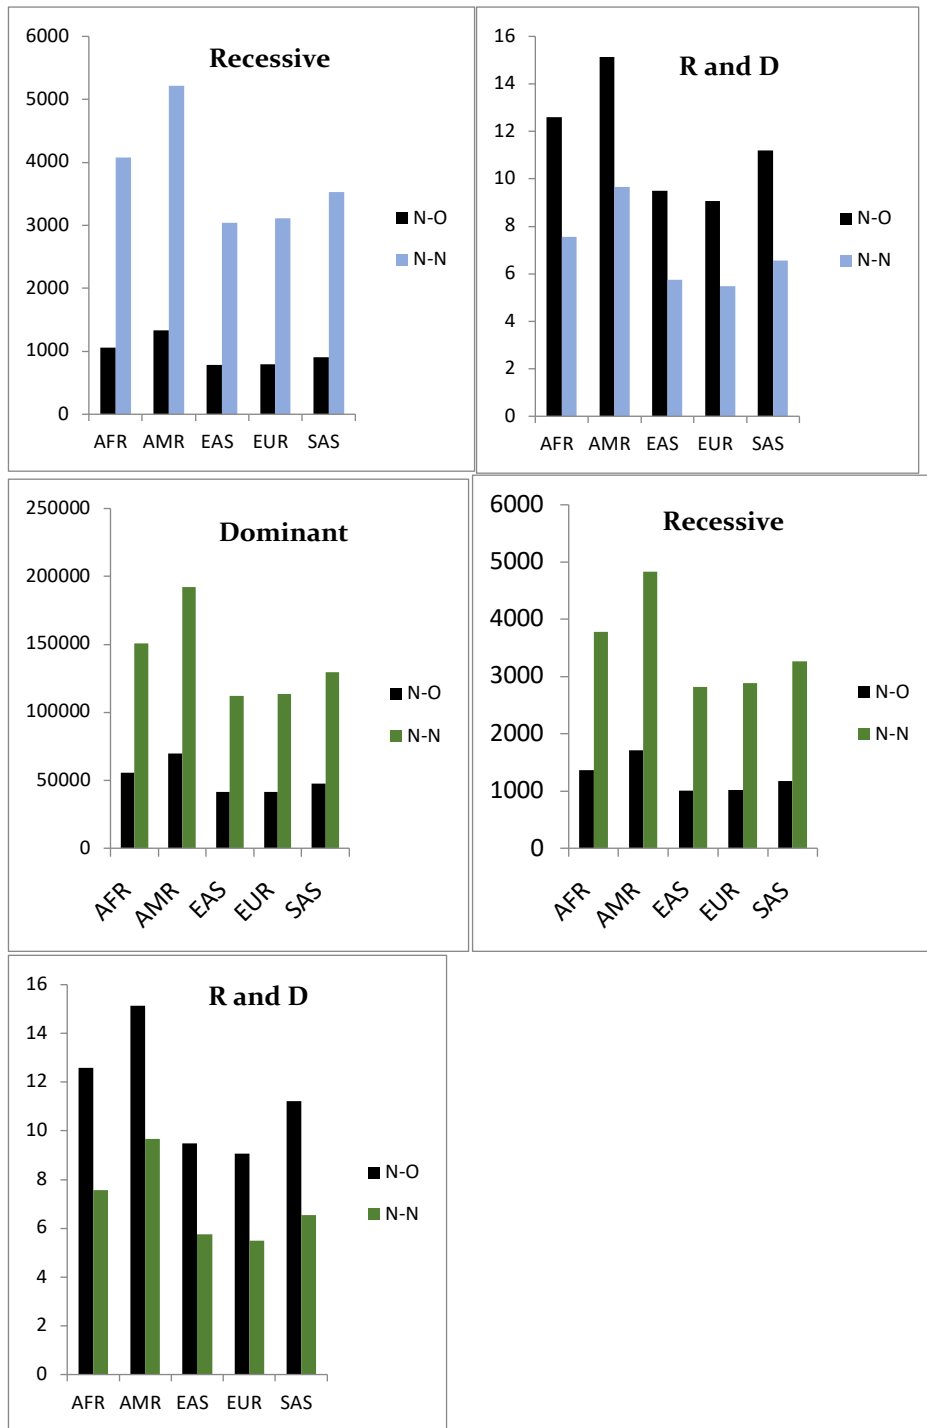 Recessive
6000
5000
4000
3000
2000
1000
0
AFR AMR EAS EUR SAS
N-O
N-N
R and D
16
14
12
10
8
6
4
2
0
AFR AMR EAS EUR SAS
N-O
N-N
Dominant
250000
200000
150000
100000
50000
0
AFR AMR EAS EUR SAS
N-O
N-N
Recessive
6000
5000
4000
3000
2000
1000
0
AFR AMR EAS EUR SAS
N-O
N-N
R and D
16
14
12
10
8
6
4
2
0
AFR AMR EAS EUR SAS
N-O
N-N